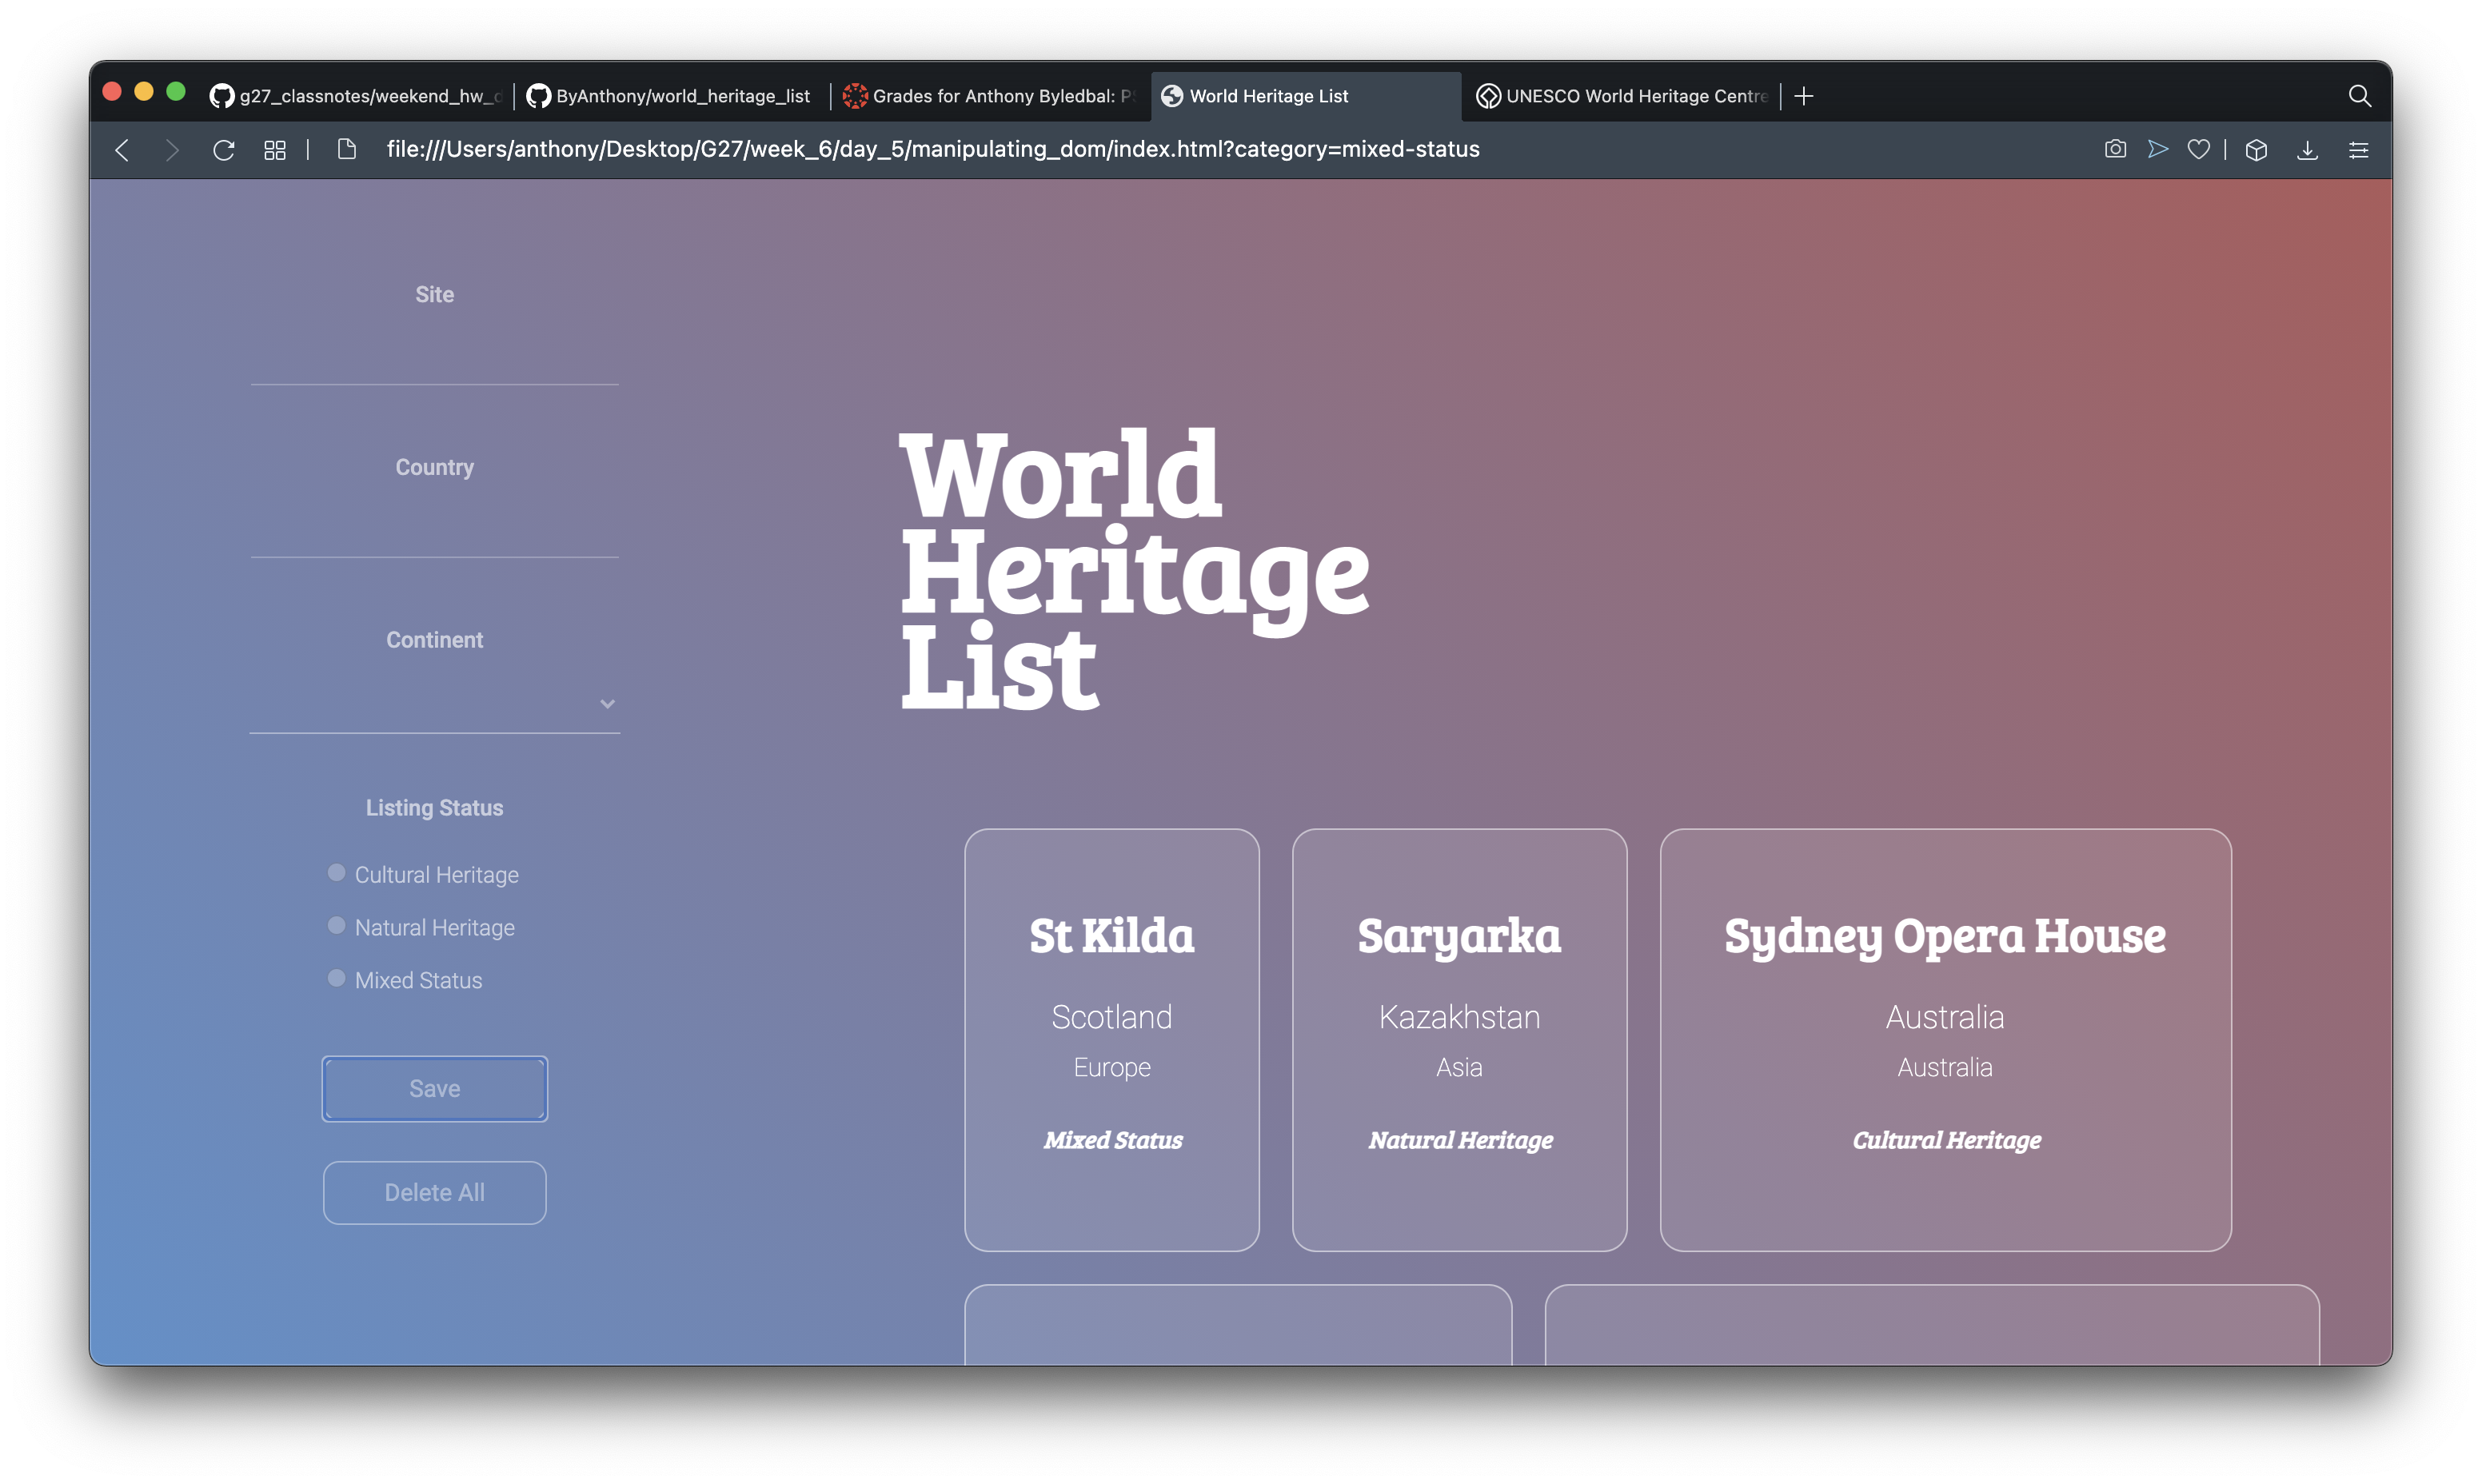 g27_classnotes/weekend_hw_d
ByAnthony/world_heritage_list
Grades for Anthony Byledbal: PS
World Heritage List
UNESCO World Heritage Centre
file:///Users/anthony/Desktop/G27/week_6/day_5/manipulating_dom/index.html?category=mixed-status
Site
Country
Continent
Listing Status
Cultural Heritage
Natural Heritage
Mixed Status
Save
Delete All
World
Heritage
List
St Kilda
Scotland
Europe
Mixed Status
Saryarka
Kazakhstan
Asia
Natural Heritage
Sydney Opera House
Australia
Australia
Cultural Heritage